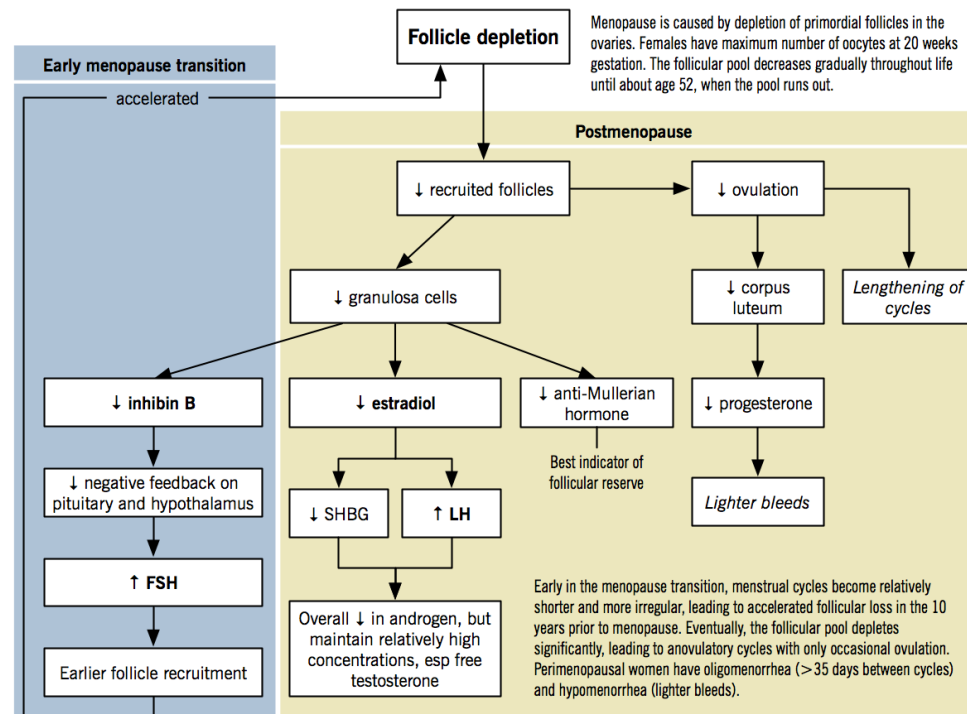 Follicle depletion
Menopause is caused by depletion of primordial follicles in the
ovaries. Females have maximum number of oocytes at 20 weeks
gestation. The follicular pool decreases gradually throughout life
until about age 52, when the pool runs out.
Early menopause transition
accelerated
Postmenopause
↓ recruited follicles
↓ ovulation
↓ granulosa cells
↓ corpus
luteum
Lengthening of
cycles
↓ inhibin B
↓ estradiol
↓ anti-Mullerian
hormone
↓ progesterone
Best indicator of
follicular reserve
↓ negative feedback on
pituitary and hypothalamus
↓ SHBG
↑ LH
Lighter bleeds
↑ FSH
Overall ↓ in androgen, but
maintain relatively high
concentrations, esp free
testosterone
Earlier follicle recruitment
Early in the menopause transition, menstrual cycles become relatively
shorter and more irregular, leading to accelerated follicular loss in the 10
years prior to menopause. Eventually, the follicular pool depletes
significantly, leading to anovulatory cycles with only occasional ovulation.
Perimenopausal women have oligomenorrhea (>35 days between cycles)
and hypomenorrhea (lighter bleeds).